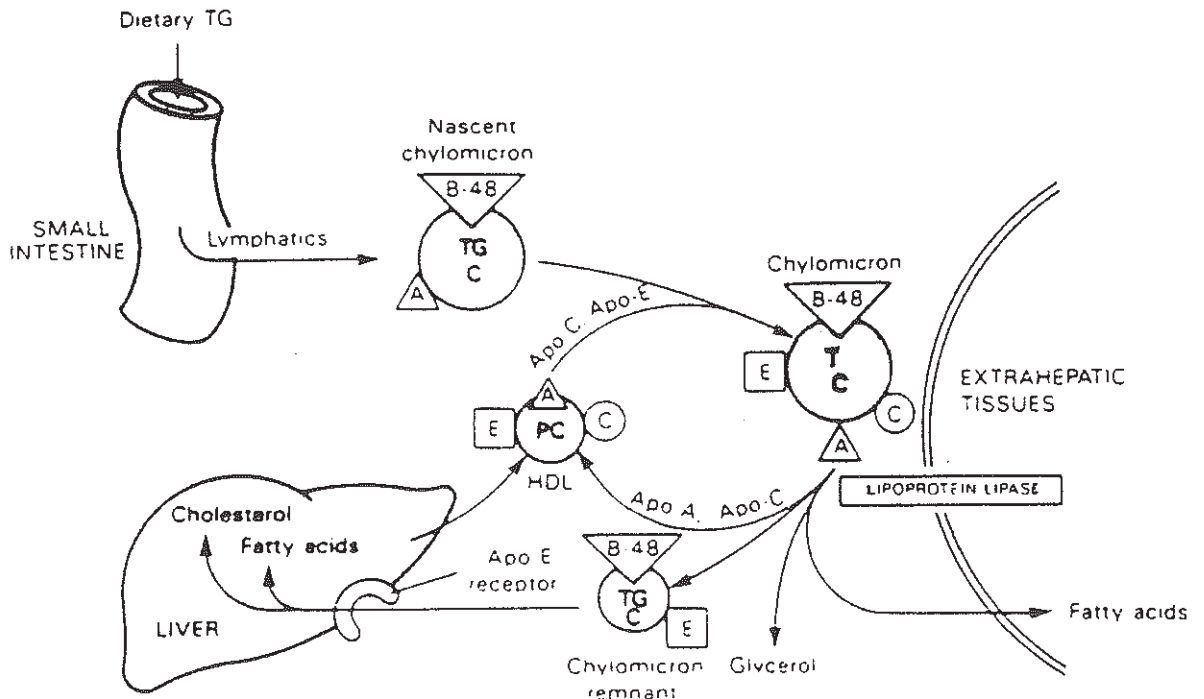 Dietary TG
Nascent
chylomicron
B-48
TG
C
A
SMALL
INTESTINE
Lymphatics
Chylomicron
B-48
T
C
E
C
A
Apo C, Apo-E
EXTRAHEPATIC
TISSUES
A
E
PC
C
HDL
LIPOPROTEIN LIPASE
Apo A, Apo-C
Cholestarol
Fatty acids
Apo E
receptor
B-48
TG
C
E
LIVER
Fatty acids
Chylomicron
remnant
Glycerol